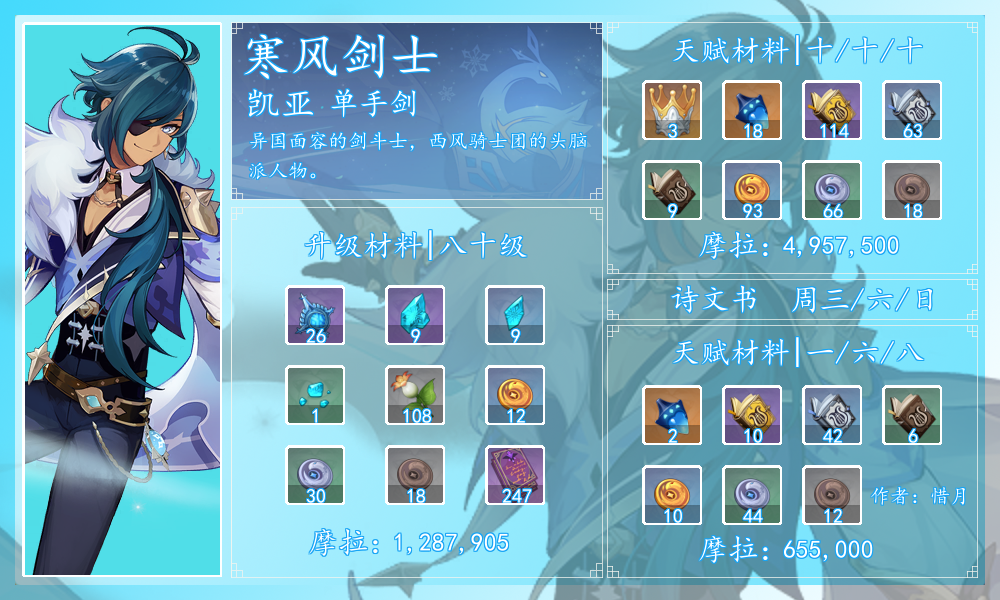 寒风剑士
凯亚 单手剑
异国面容的剑斗士，西风骑士团的头脑
派人物。
升级材料|八十级
26 9 9
1 108 12
30 18 247
摩拉：1,287,905
天赋材料|十/十/十
3 18 114 63
9 93 66 18
摩拉：4,957,500
诗文书 周三/六/日
天赋材料|一/六/八
2 10 42 6
10 44 12
作者：惜月
摩拉：655,000